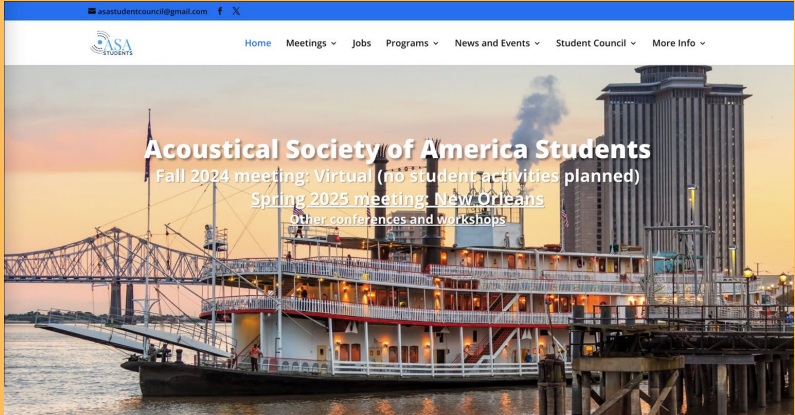 asastudentcouncil@gmail.com
ASA
STUDENTS
Home Meetings Jobs Programs News and Events Student Council More Info
Acoustical Society of America Students
Fall 2024 meeting: Virtual (no student activities planned)
Spring 2025 meeting: New Orleans
Other conferences and workshops